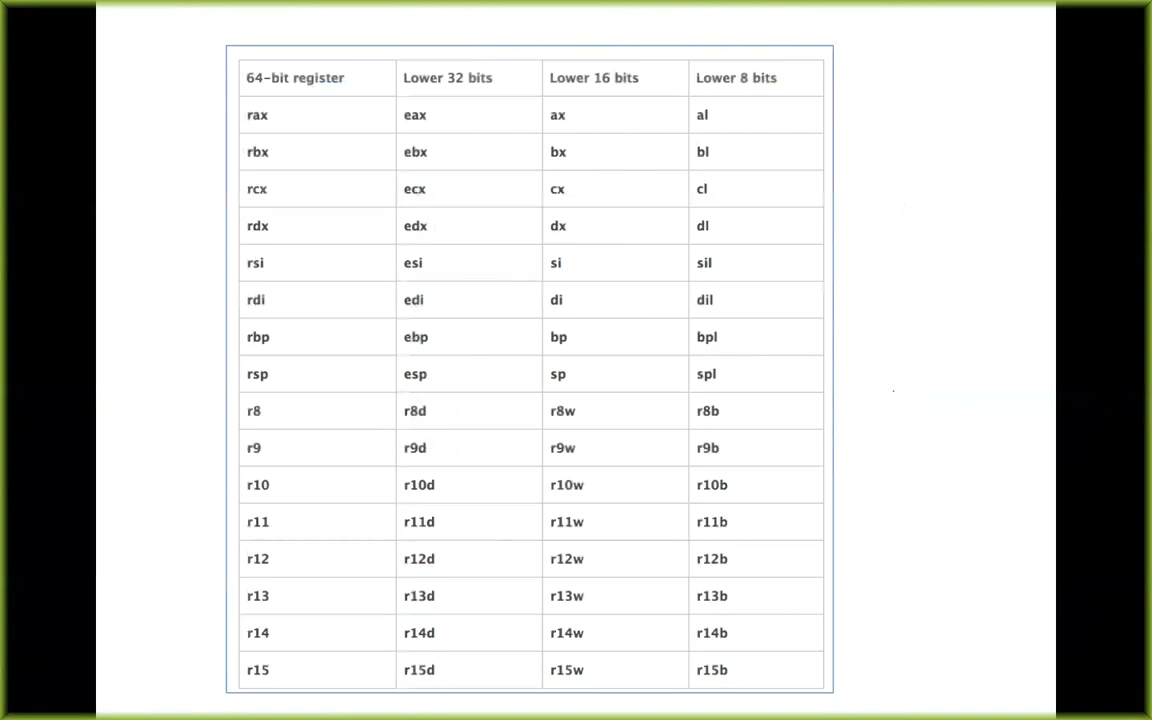 64-bit register Lower 32 bits Lower 16 bits Lower 8 bits
rax eax ax al
rbx ebx bx bl
rcx ecx cx cl
rdx edx dx dl
rsi esi si sil
rdi edi di dil
rbp ebp bp bpl
rsp esp sp spl
r8 r8d r8w r8b
r9 r9d r9w r9b
r10 r10d r10w r10b
r11 r11d r11w r11b
r12 r12d r12w r12b
r13 r13d r13w r13b
r14 r14d r14w r14b
r15 r15d r15w r15b